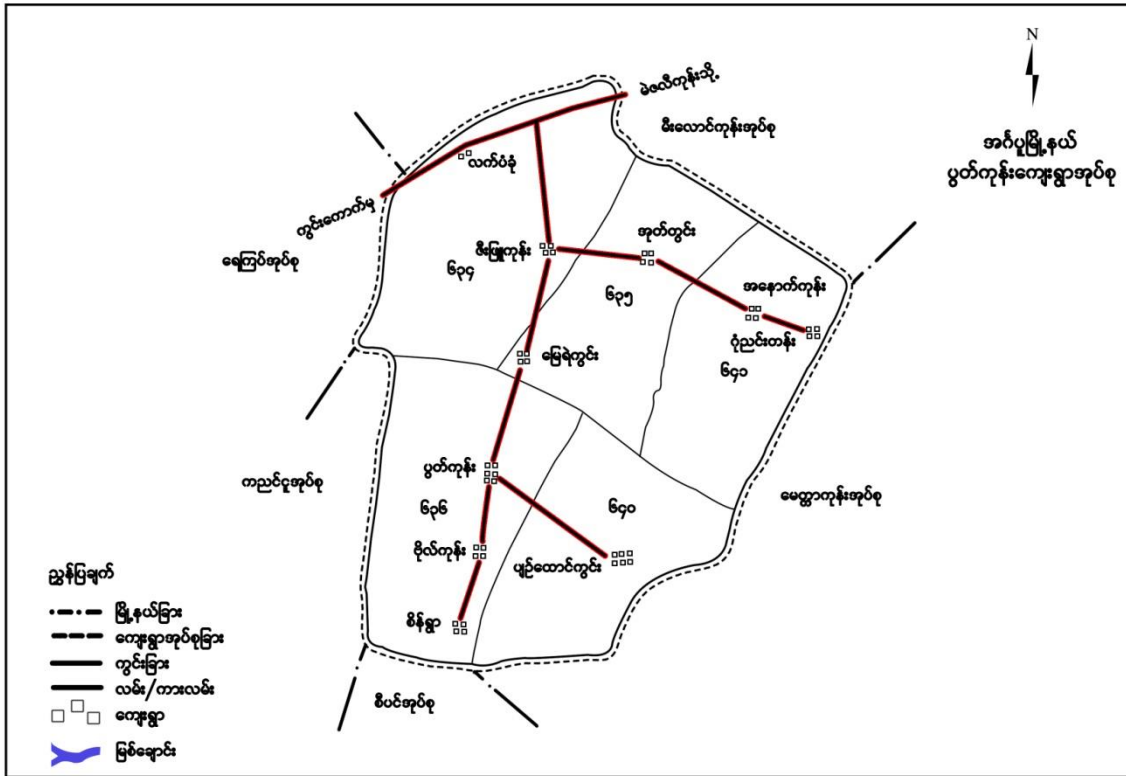 N
အင်္ဂပူမြို့နယ်
ပွတ်ကုန်းကျေးရွာအုပ်စု
မဲဇလီကုန်းသို့
မီးလောင်ကုန်းအုပ်စု
လက်ပံခုံ
ကွင်းကောက်မှ
ရေကြပ်အုပ်စု
ဇီးဖြူကုန်း
အုတ်တွင်း
၆၃၄
၆၃၅
အနောက်ကုန်း
ဂုံညင်းတန်း
၆၄၁
မြေရဲကွင်း
ပွတ်ကုန်း
ကညင်ငူအုပ်စု
၆၃၆
၆၄၀
မေတ္တာကုန်းအုပ်စု
ဗိုလ်ကုန်း
ပျဉ်ထောင်ကွင်း
စိန်ရွာ
စီပင်အုပ်စု
ညွှန်ပြချက်
မြို့နယ်ခြား
ကျေးရွာအုပ်စုခြား
ကွင်းခြား
လမ်း/ကားလမ်း
ကျေးရွာ
မြစ်ချောင်း